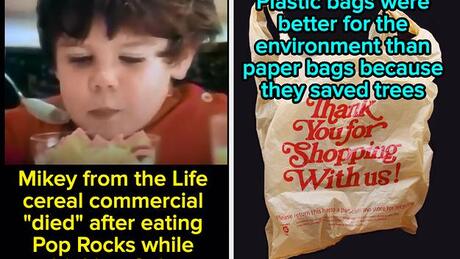 Mikey from the Life
cereal commercial
"died" after eating
Pop Rocks while
Plastic bags were
better for the
environment than
paper bags because
they saved trees
Thank
You for
Shopping
With us!